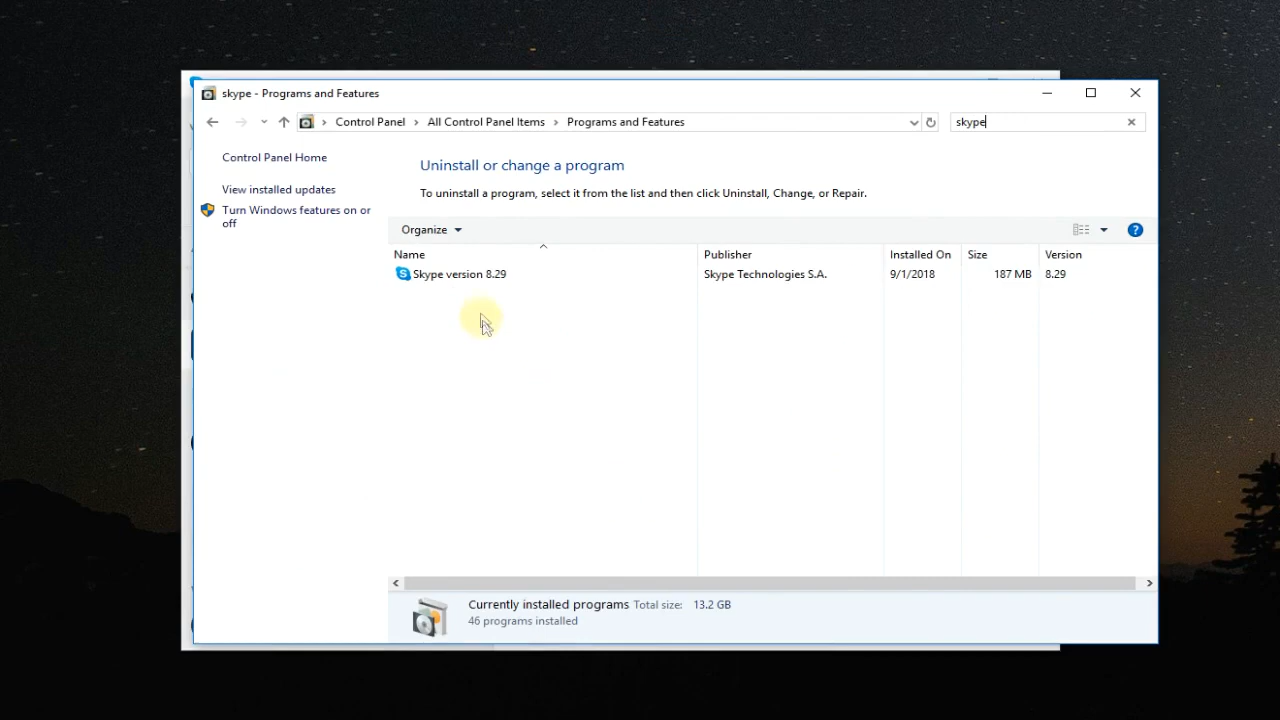 skype - Programs and Features
Control Panel > All Control Panel Items > Programs and Features
skype
Control Panel Home
View installed updates
Turn Windows features on or
off
Uninstall or change a program
To uninstall a program, select it from the list and then click Uninstall, Change, or Repair.
Organize
Name Publisher Installed On Size Version
Skype version 8.29 Skype Technologies S.A. 9/1/2018 187 MB 8.29
Currently installed programs Total size: 13.2 GB
46 programs installed